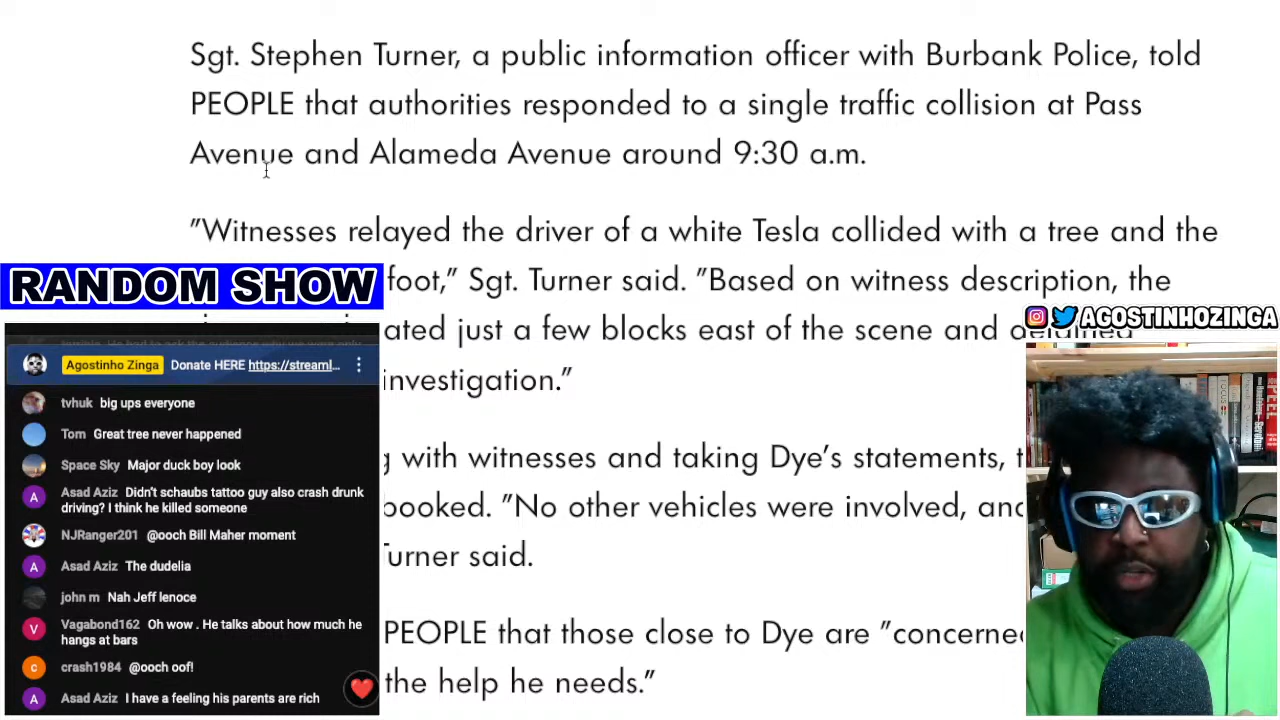 Sgt. Stephen Turner, a public information officer with Burbank Police, told
PEOPLE that authorities responded to a single traffic collision at Pass
Avenue and Alameda Avenue around 9:30 a.m.
”Witnesses relayed the driver of a white Tesla collided with a tree and the
foot,” Sgt. Turner said. ”Based on witness description, the
just a few blocks east of the scene and
investigation.”
with witnesses and taking Dye’s statements,
booked. ”No other vehicles were involved,
Turner said.
PEOPLE that those close to Dye are ”concerned
the help he needs.”
RANDOM SHOW
Agostinho Zinga Donate HERE https://streaml...
tvhuk big ups everyone
Tom Great tree never happened
Space Sky Major duck boy look
Asad Aziz Didn’t schaubs tattoo guy also crash drunk
driving? I think he killed someone
NJRanger201 @ooch Bill Maher moment
Asad Aziz The dudelia
john m Nah Jeff lenoce
Vagabond162 Oh wow . He talks about how much he
hangs at bars
crash1984 @ooch oof!
Asad Aziz I have a feeling his parents are rich
AGOSTINHOZINGA